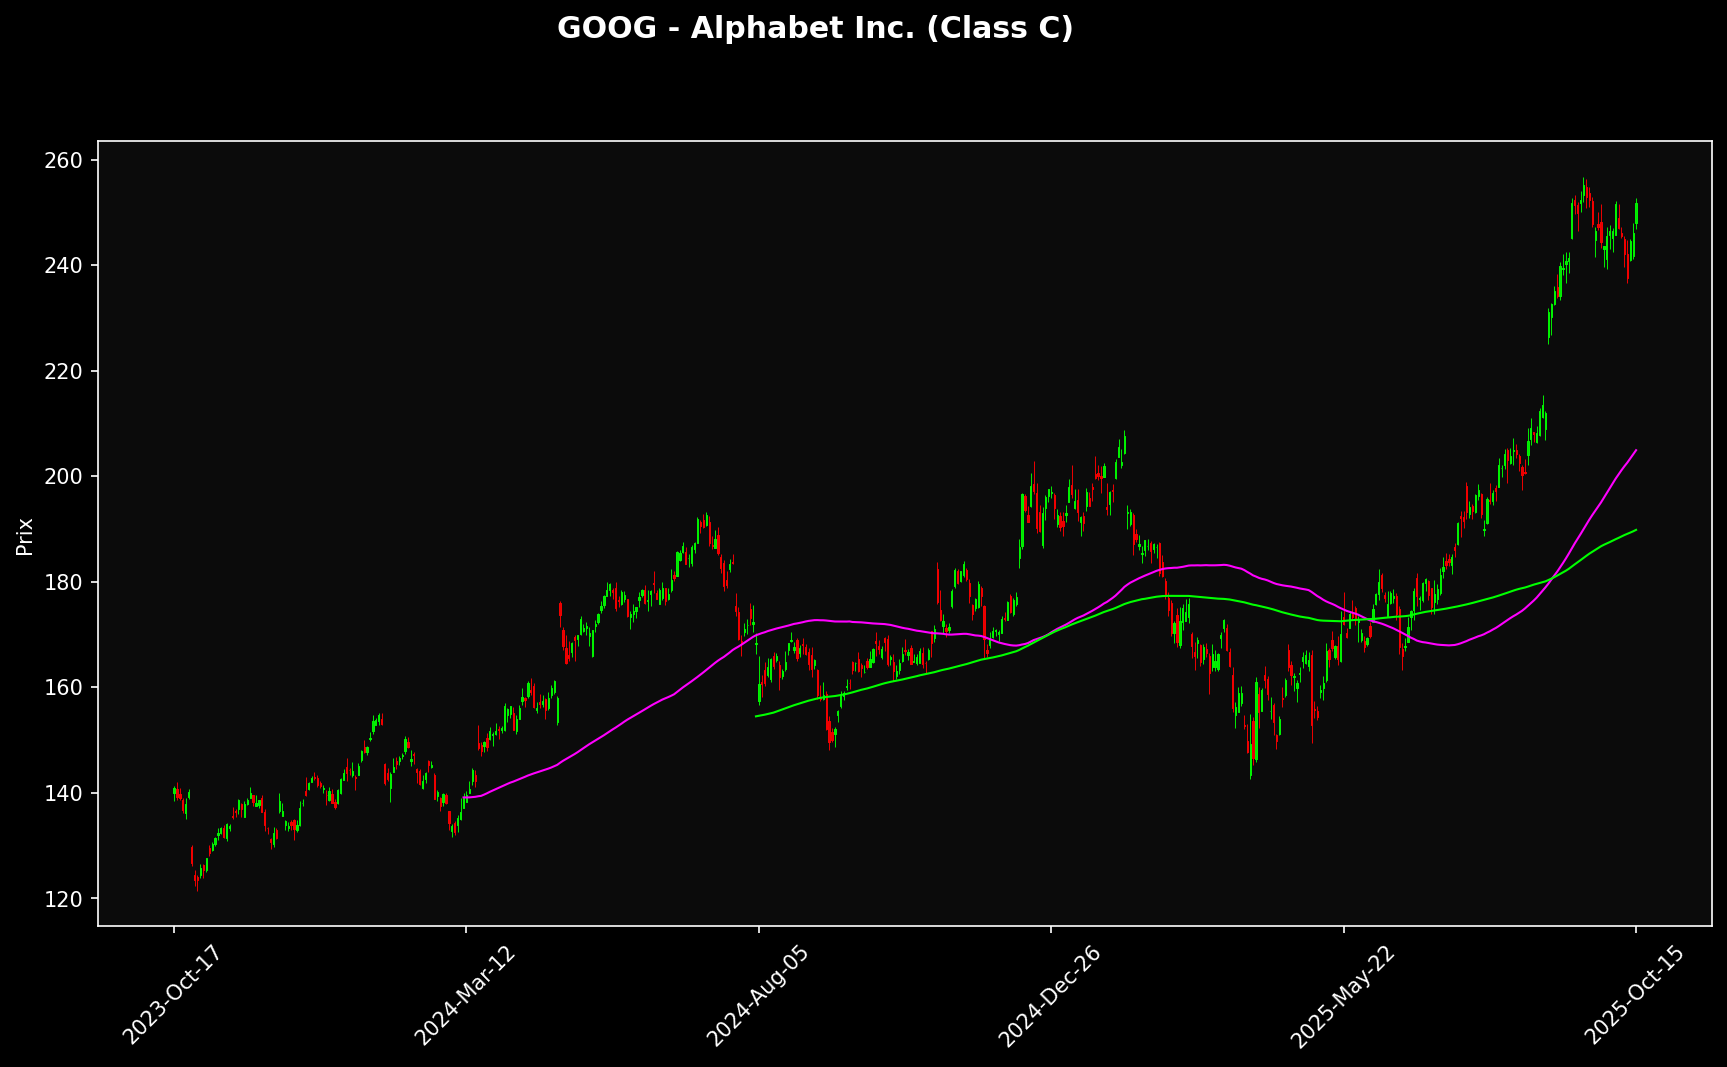 GOOG - Alphabet Inc. (Class C)
260
240
220
200
180
160
140
120
Prix
2023-Oct-17
2024-Mar-12
2024-Aug-05
2024-Dec-26
2025-May-22
2025-Oct-15